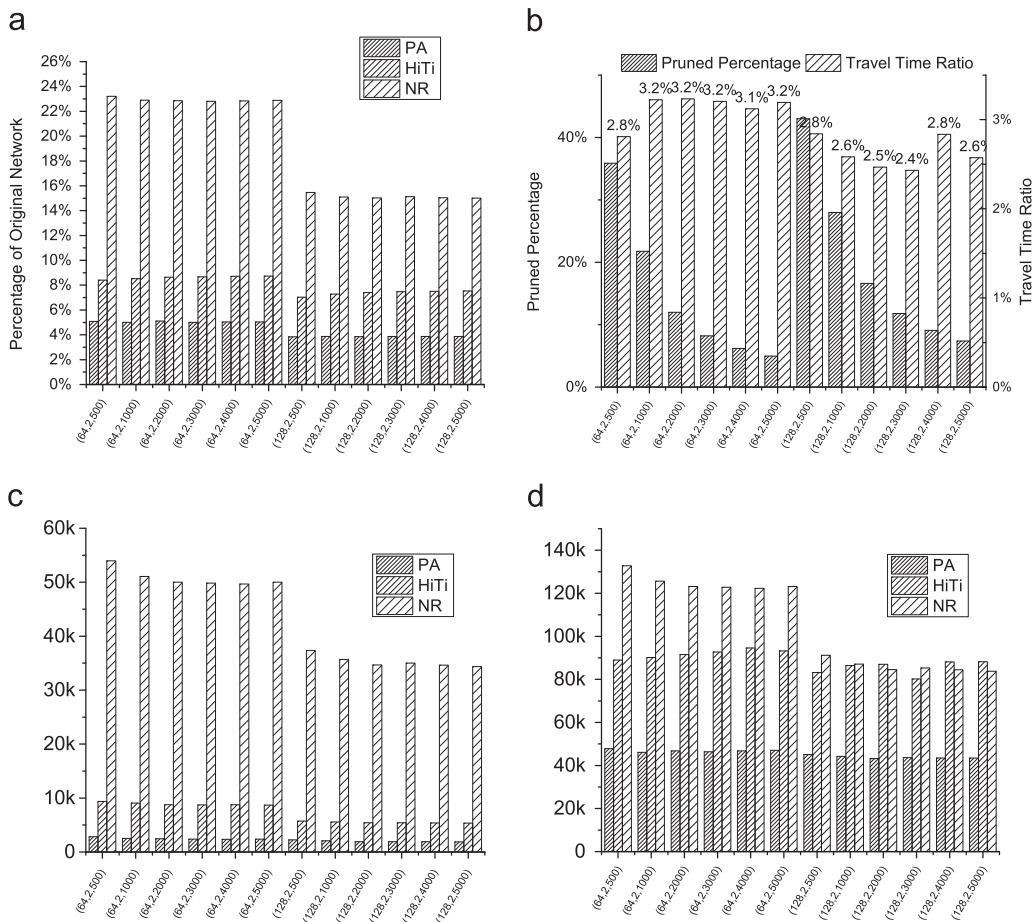 a
PA
HiTi
NR
26%
24%
22%
20%
18%
16%
14%
12%
10%
8%
6%
4%
2%
0%
Percentage of Original Network
(64,2,500)
(64,2,1000)
(64,2,2000)
(64,2,3000)
(64,2,4000)
(64,2,5000)
(128,2,500)
(128,2,1000)
(128,2,2000)
(128,2,3000)
(128,2,4000)
(128,2,5000)
b
Pruned Percentage
Travel Time Ratio
40%
20%
0%
Pruned Percentage
2.8%
3.2%
3.2%
3.2%
3.1%
3.2%
2.8%
2.6%
2.5%
2.4%
2.8%
2.6%
3%
2%
1%
0%
Travel Time Ratio
(64,2,500)
(64,2,1000)
(64,2,2000)
(64,2,3000)
(64,2,4000)
(64,2,5000)
(128,2,500)
(128,2,1000)
(128,2,2000)
(128,2,3000)
(128,2,4000)
(128,2,5000)
c
60k
50k
40k
30k
20k
10k
0
PA
HiTi
NR
(64,2,500)
(64,2,1000)
(64,2,2000)
(64,2,3000)
(64,2,4000)
(64,2,5000)
(128,2,500)
(128,2,1000)
(128,2,2000)
(128,2,3000)
(128,2,4000)
(128,2,5000)
d
140k
120k
100k
80k
60k
40k
20k
0
PA
HiTi
NR
(64,2,500)
(64,2,1000)
(64,2,2000)
(64,2,3000)
(64,2,4000)
(64,2,5000)
(128,2,500)
(128,2,1000)
(128,2,2000)
(128,2,3000)
(128,2,4000)
(128,2,5000)